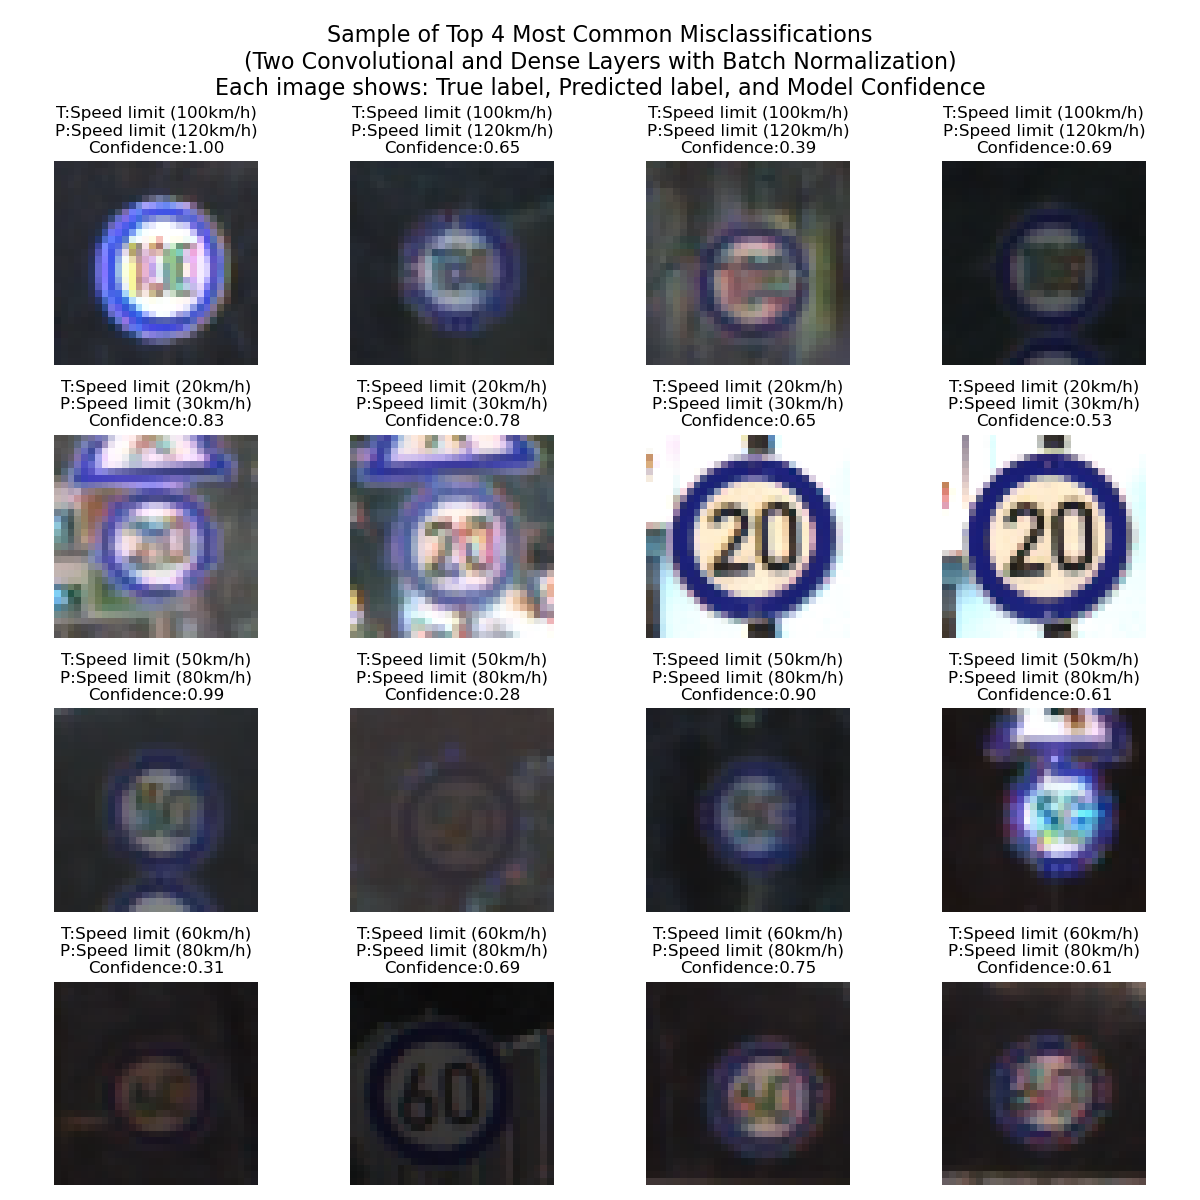 Sample of Top 4 Most Common Misclassifications
(Two Convolutional and Dense Layers with Batch Normalization)
Each image shows: True label, Predicted label, and Model Confidence
T:Speed limit (100km/h)
P:Speed limit (120km/h)
Confidence:1.00
T:Speed limit (100km/h)
P:Speed limit (120km/h)
Confidence:0.65
T:Speed limit (100km/h)
P:Speed limit (120km/h)
Confidence:0.39
T:Speed limit (100km/h)
P:Speed limit (120km/h)
Confidence:0.69
T:Speed limit (20km/h)
P:Speed limit (30km/h)
Confidence:0.83
T:Speed limit (20km/h)
P:Speed limit (30km/h)
Confidence:0.78
20
T:Speed limit (20km/h)
P:Speed limit (30km/h)
Confidence:0.65
20
T:Speed limit (20km/h)
P:Speed limit (30km/h)
Confidence:0.53
20
T:Speed limit (50km/h)
P:Speed limit (80km/h)
Confidence:0.99
T:Speed limit (50km/h)
P:Speed limit (80km/h)
Confidence:0.28
T:Speed limit (50km/h)
P:Speed limit (80km/h)
Confidence:0.90
T:Speed limit (50km/h)
P:Speed limit (80km/h)
Confidence:0.61
T:Speed limit (60km/h)
P:Speed limit (80km/h)
Confidence:0.31
T:Speed limit (60km/h)
P:Speed limit (80km/h)
Confidence:0.69
60
T:Speed limit (60km/h)
P:Speed limit (80km/h)
Confidence:0.75
T:Speed limit (60km/h)
P:Speed limit (80km/h)
Confidence:0.61